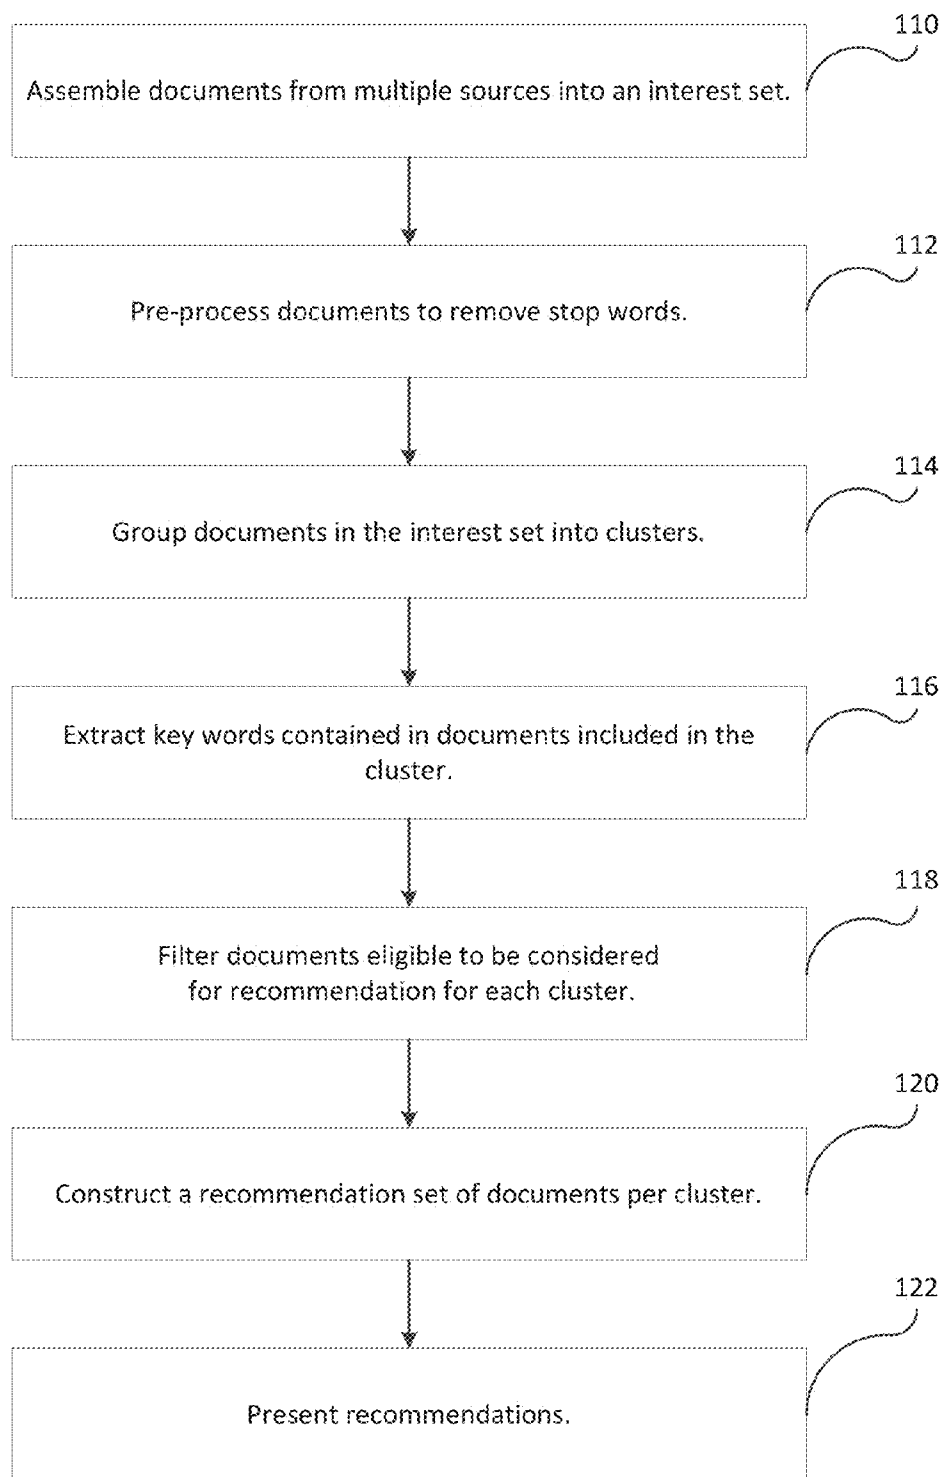 110
Assemble documents from multiple sources into an interest set.
112
Pre-process documents to remove stop words.
114
Group documents in the interest set into clusters.
116
Extract key words contained in documents included in the
cluster.
118
Filter documents eligible to be considered
for recommendation for each cluster.
120
Construct a recommendation set of documents per cluster.
122
Present recommendations.